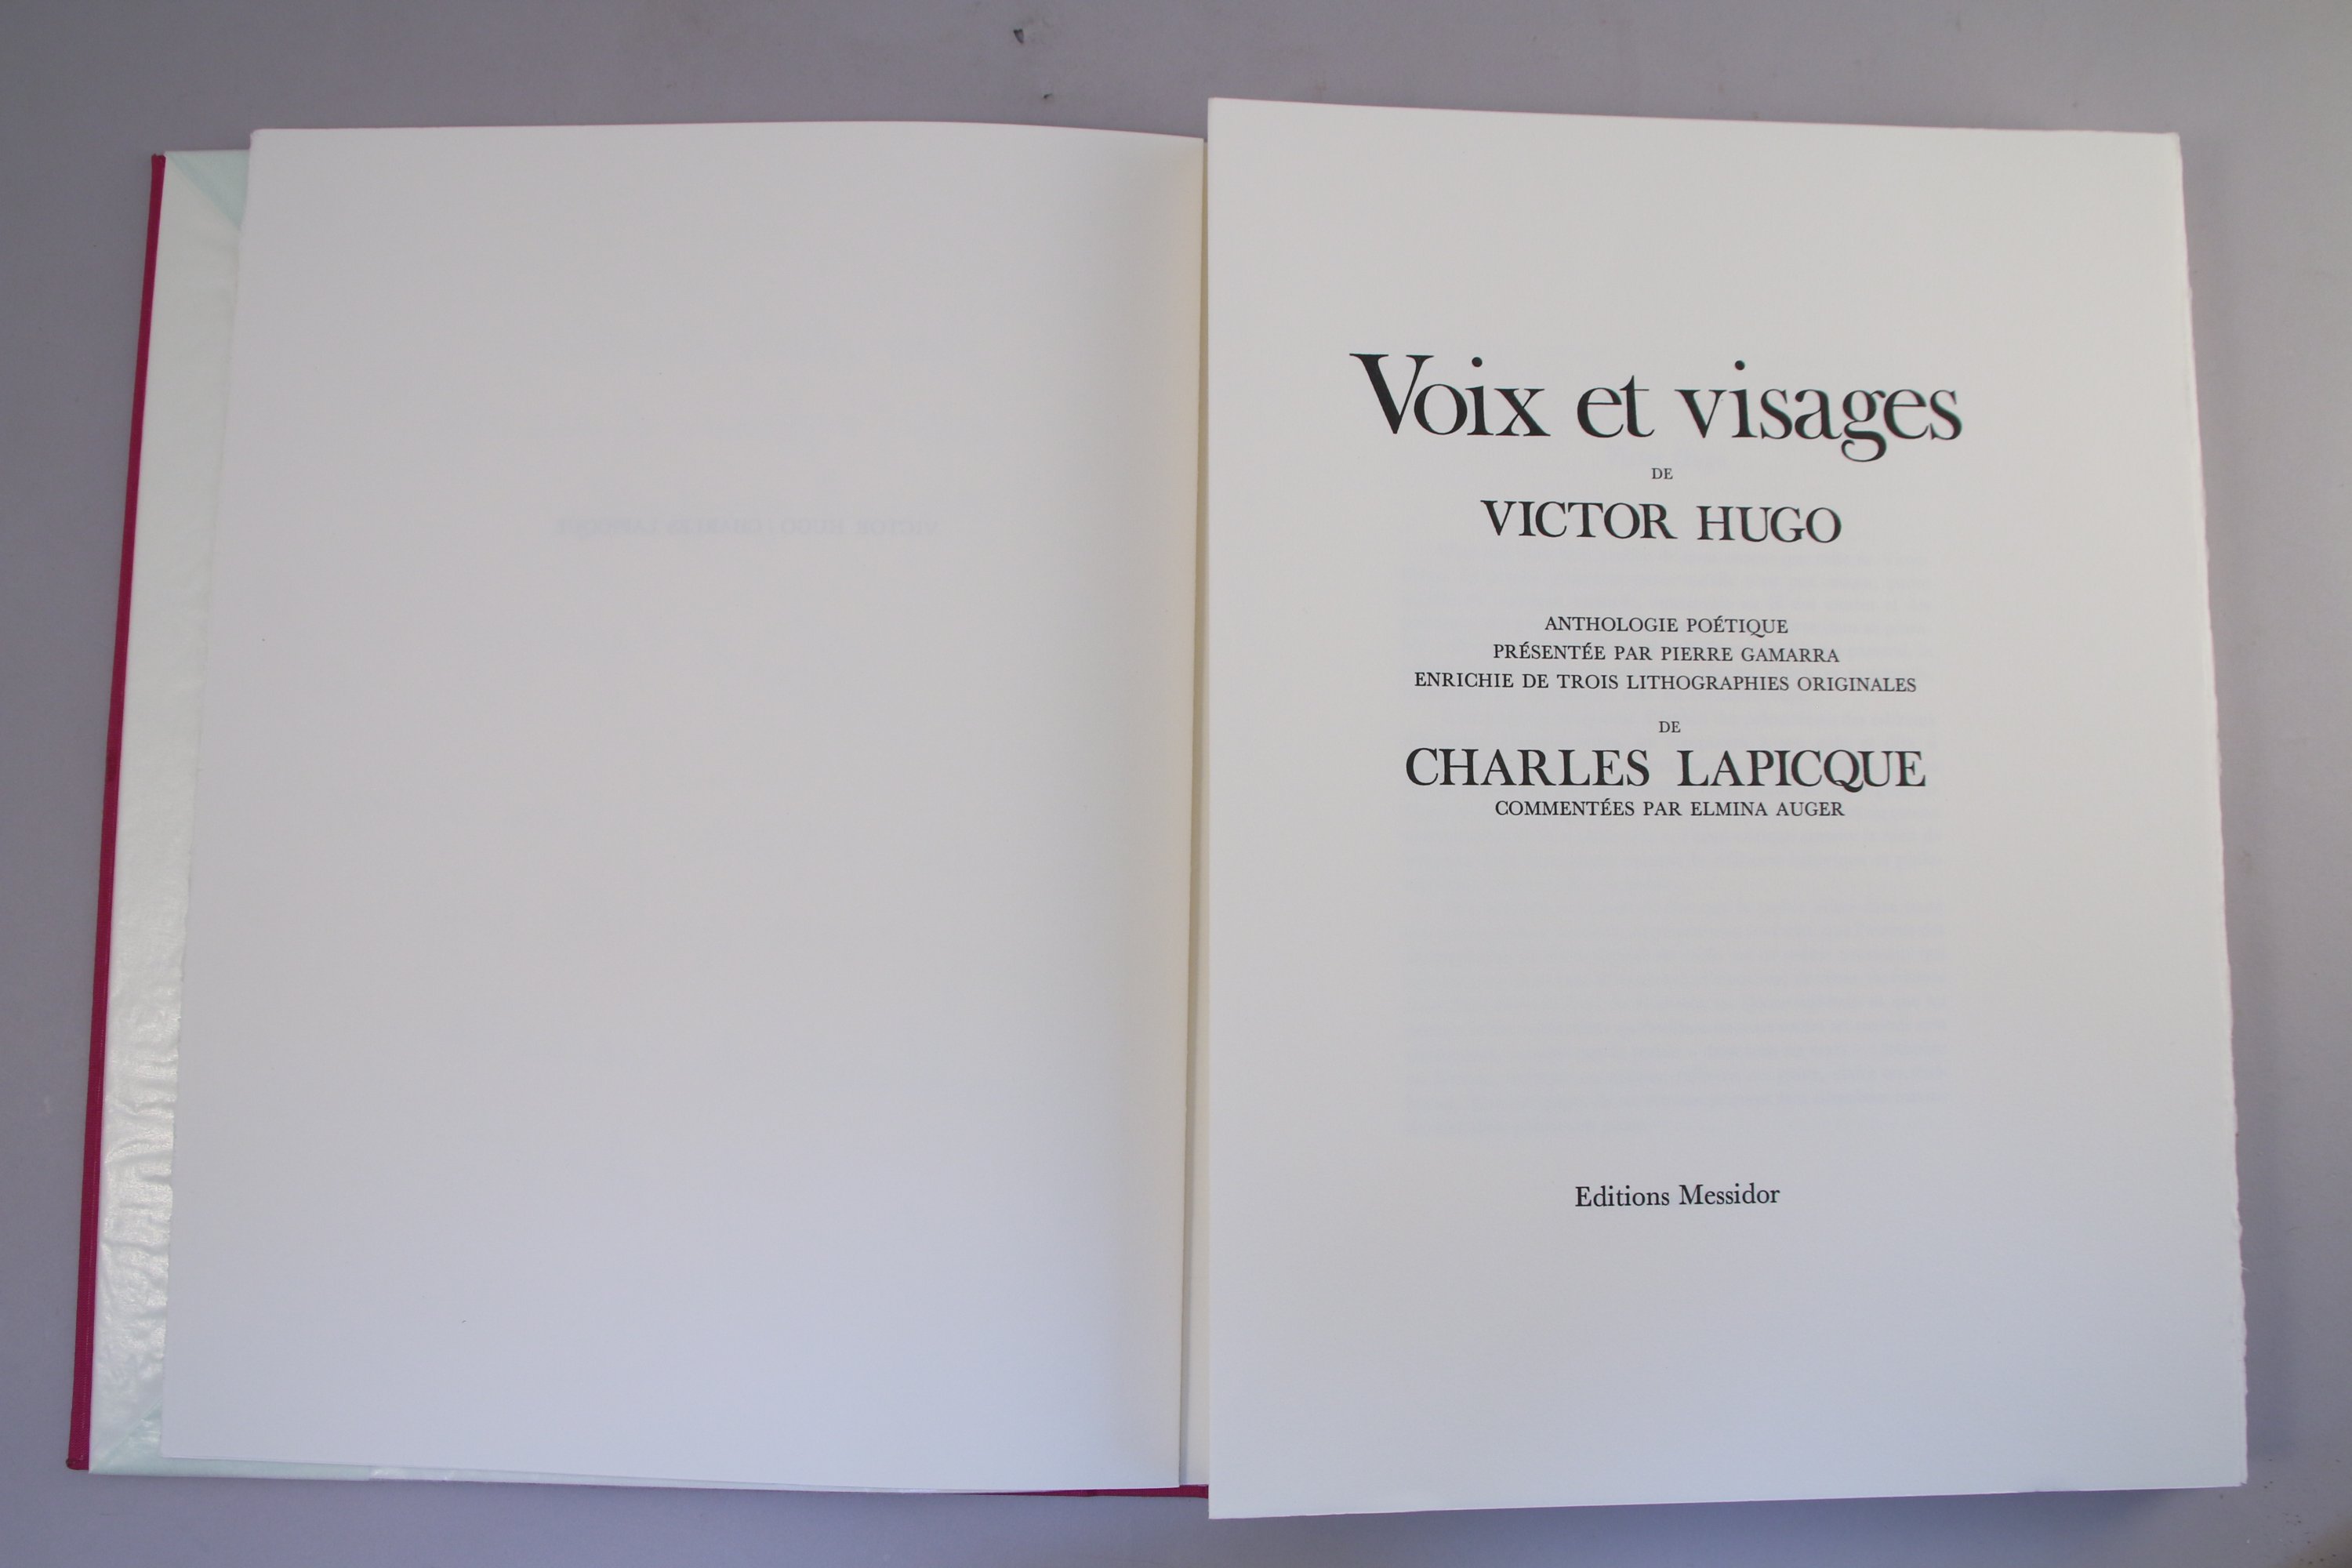 Voix et visages
DE
VICTOR HUGO
ANTHOLOGIE POÉTIQUE
PRÉSENTÉE PAR PIERRE GAMARRA
ENRICHIE DE TROIS LITHOGRAPHIES ORIGINALES
DE
CHARLES LAPICQUE
COMMENTÉES PAR ELMINA AUGER
Editions Messidor